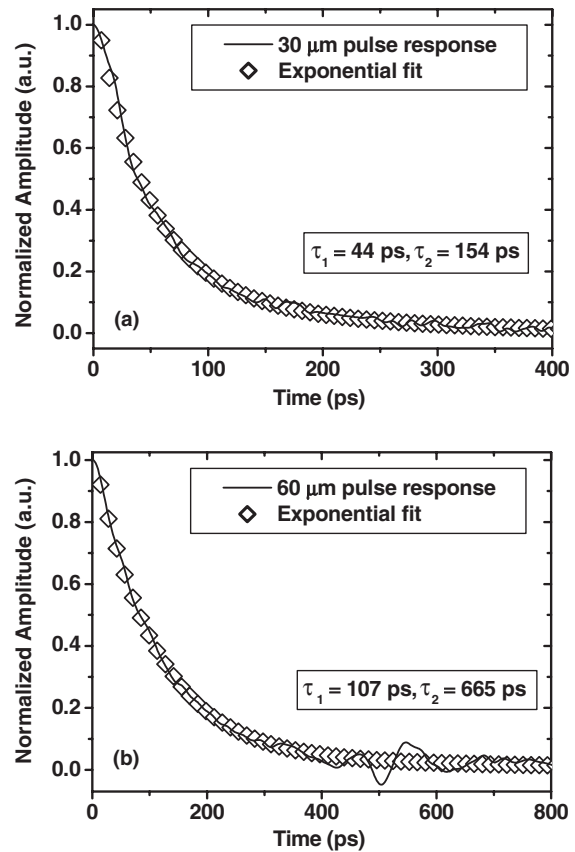 1.0
0.8
0.6
0.4
0.2
0.0
Normalized Amplitude (a.u.)
30 μm pulse response
Exponential fit
τ₁ = 44 ps, τ₂ = 154 ps
(a)
0 100 200 300 400
Time (ps)
1.0
0.8
0.6
0.4
0.2
0.0
Normalized Amplitude (a.u.)
60 μm pulse response
Exponential fit
τ₁ = 107 ps, τ₂ = 665 ps
(b)
0 200 400 600 800
Time (ps)